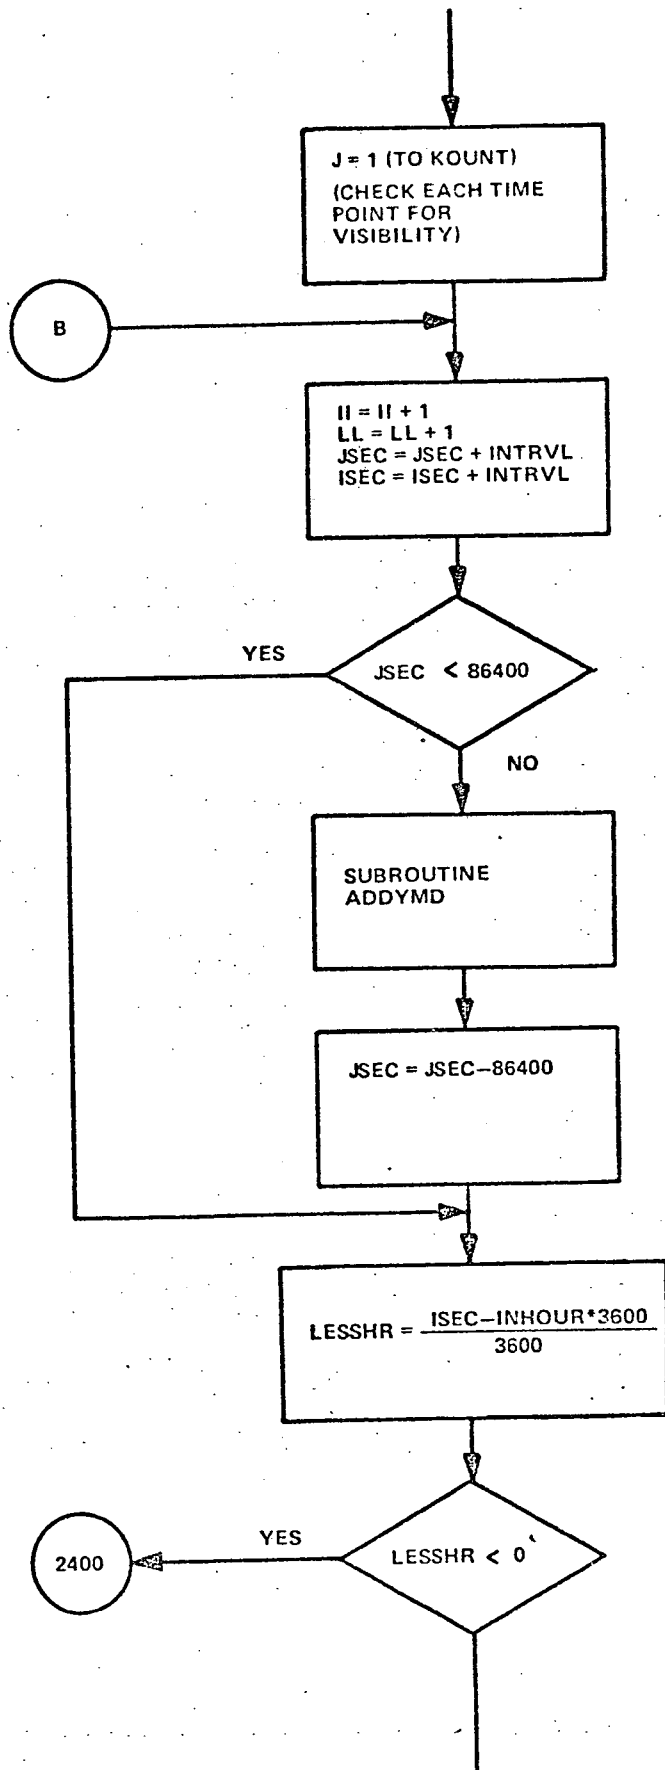 J = 1 (TO KOUNT)
(CHECK EACH TIME
POINT FOR
VISIBILITY)
B
II = II + 1
LL = LL + 1
JSEC = JSEC + INTRVL
ISEC = ISEC + INTRVL
YES
JSEC < 86400
NO
SUBROUTINE
ADDYMD
JSEC = JSEC–86400
LESSHR = ISEC–INHOUR*3600
3600
2400
YES
LESSHR < 0